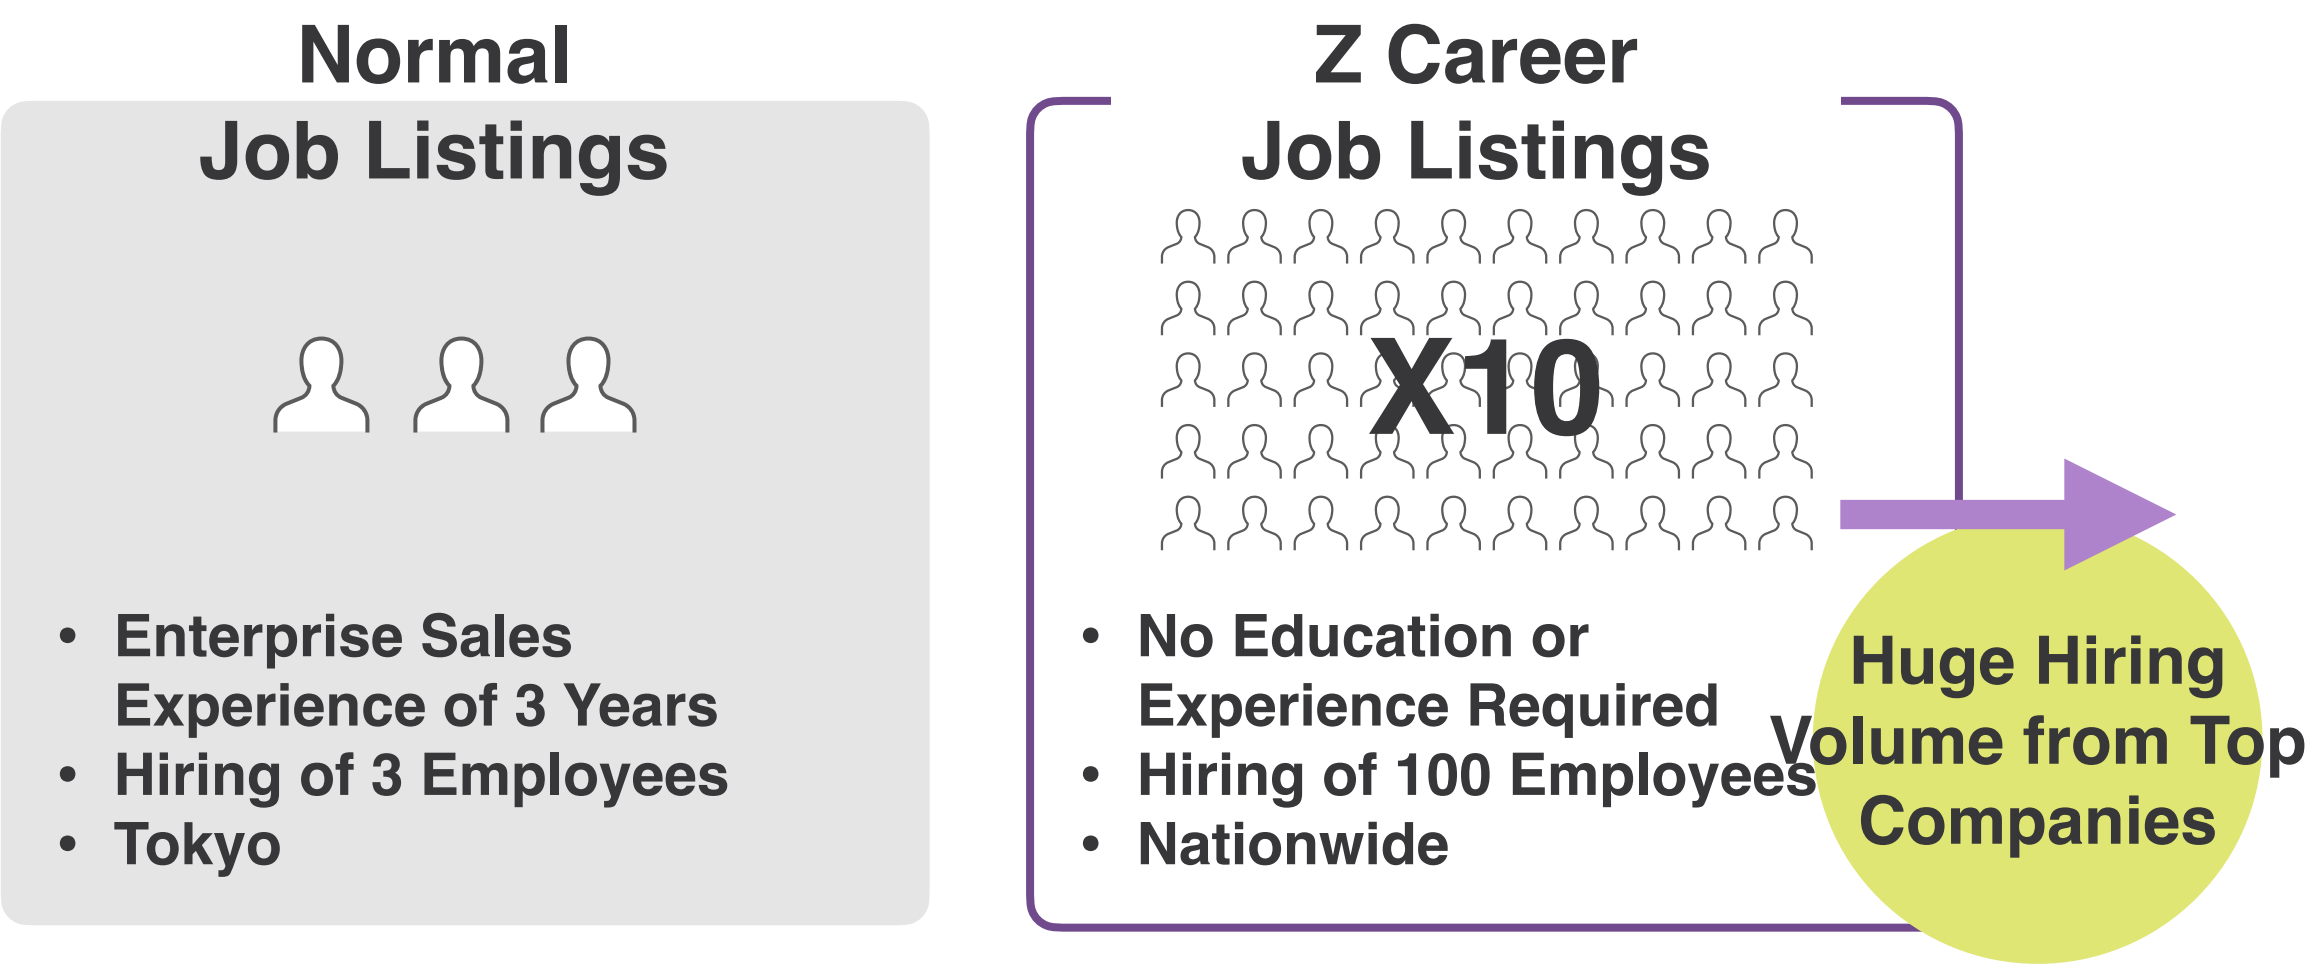 Normal
Job Listings
• Enterprise Sales
Experience of 3 Years
• Hiring of 3 Employees
• Tokyo
Z Career
Job Listings
X10
• No Education or
Experience Required
• Hiring of 100 Employees
• Nationwide
Huge Hiring
Volume from Top
Companies